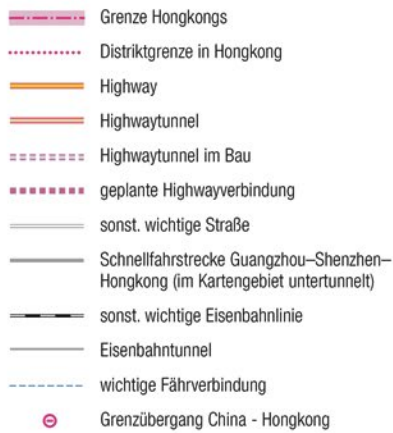 Grenze Hongkongs
Distriktgrenze in Hongkong
Highway
Highwaytunnel
Highwaytunnel im Bau
geplante Highwayverbindung
sonst. wichtige Straße
Schnellfahrstrecke Guangzhou–Shenzhen–
Hongkong (im Kartengebiet untertunnelt)
sonst. wichtige Eisenbahnlinie
Eisenbahntunnel
wichtige Fährverbindung
Grenzübergang China - Hongkong